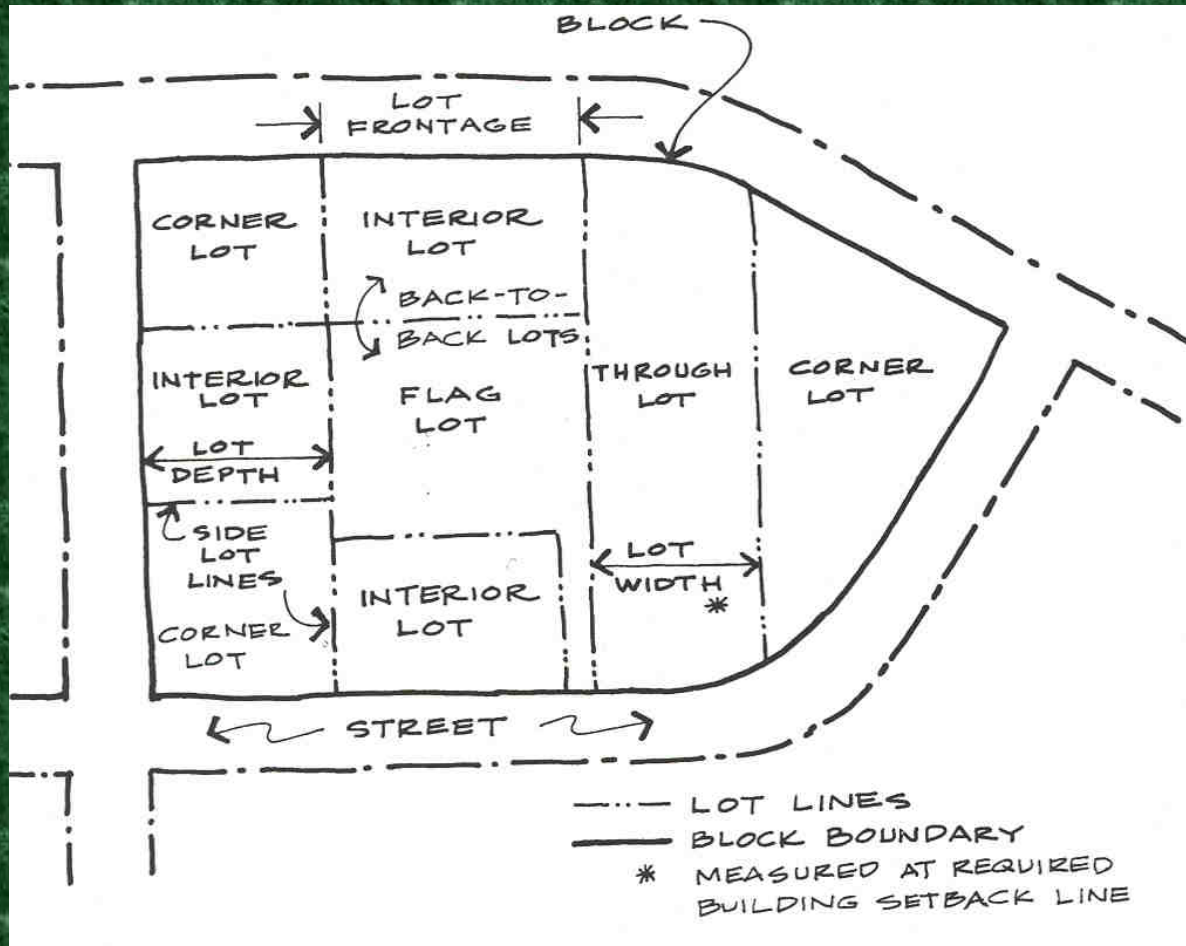 BLOCK
LOT
FRONTAGE
CORNER
LOT
INTERIOR
LOT
BACK-TO-
BACK LOTS
INTERIOR
LOT
FLAG
LOT
THROUGH
LOT
CORNER
LOT
LOT
DEPTH
SIDE
LOT
LINES
CORNER
LOT
INTERIOR
LOT
LOT
WIDTH
*
STREET
LOT LINES
BLOCK BOUNDARY
* MEASURED AT REQUIRED
BUILDING SETBACK LINE